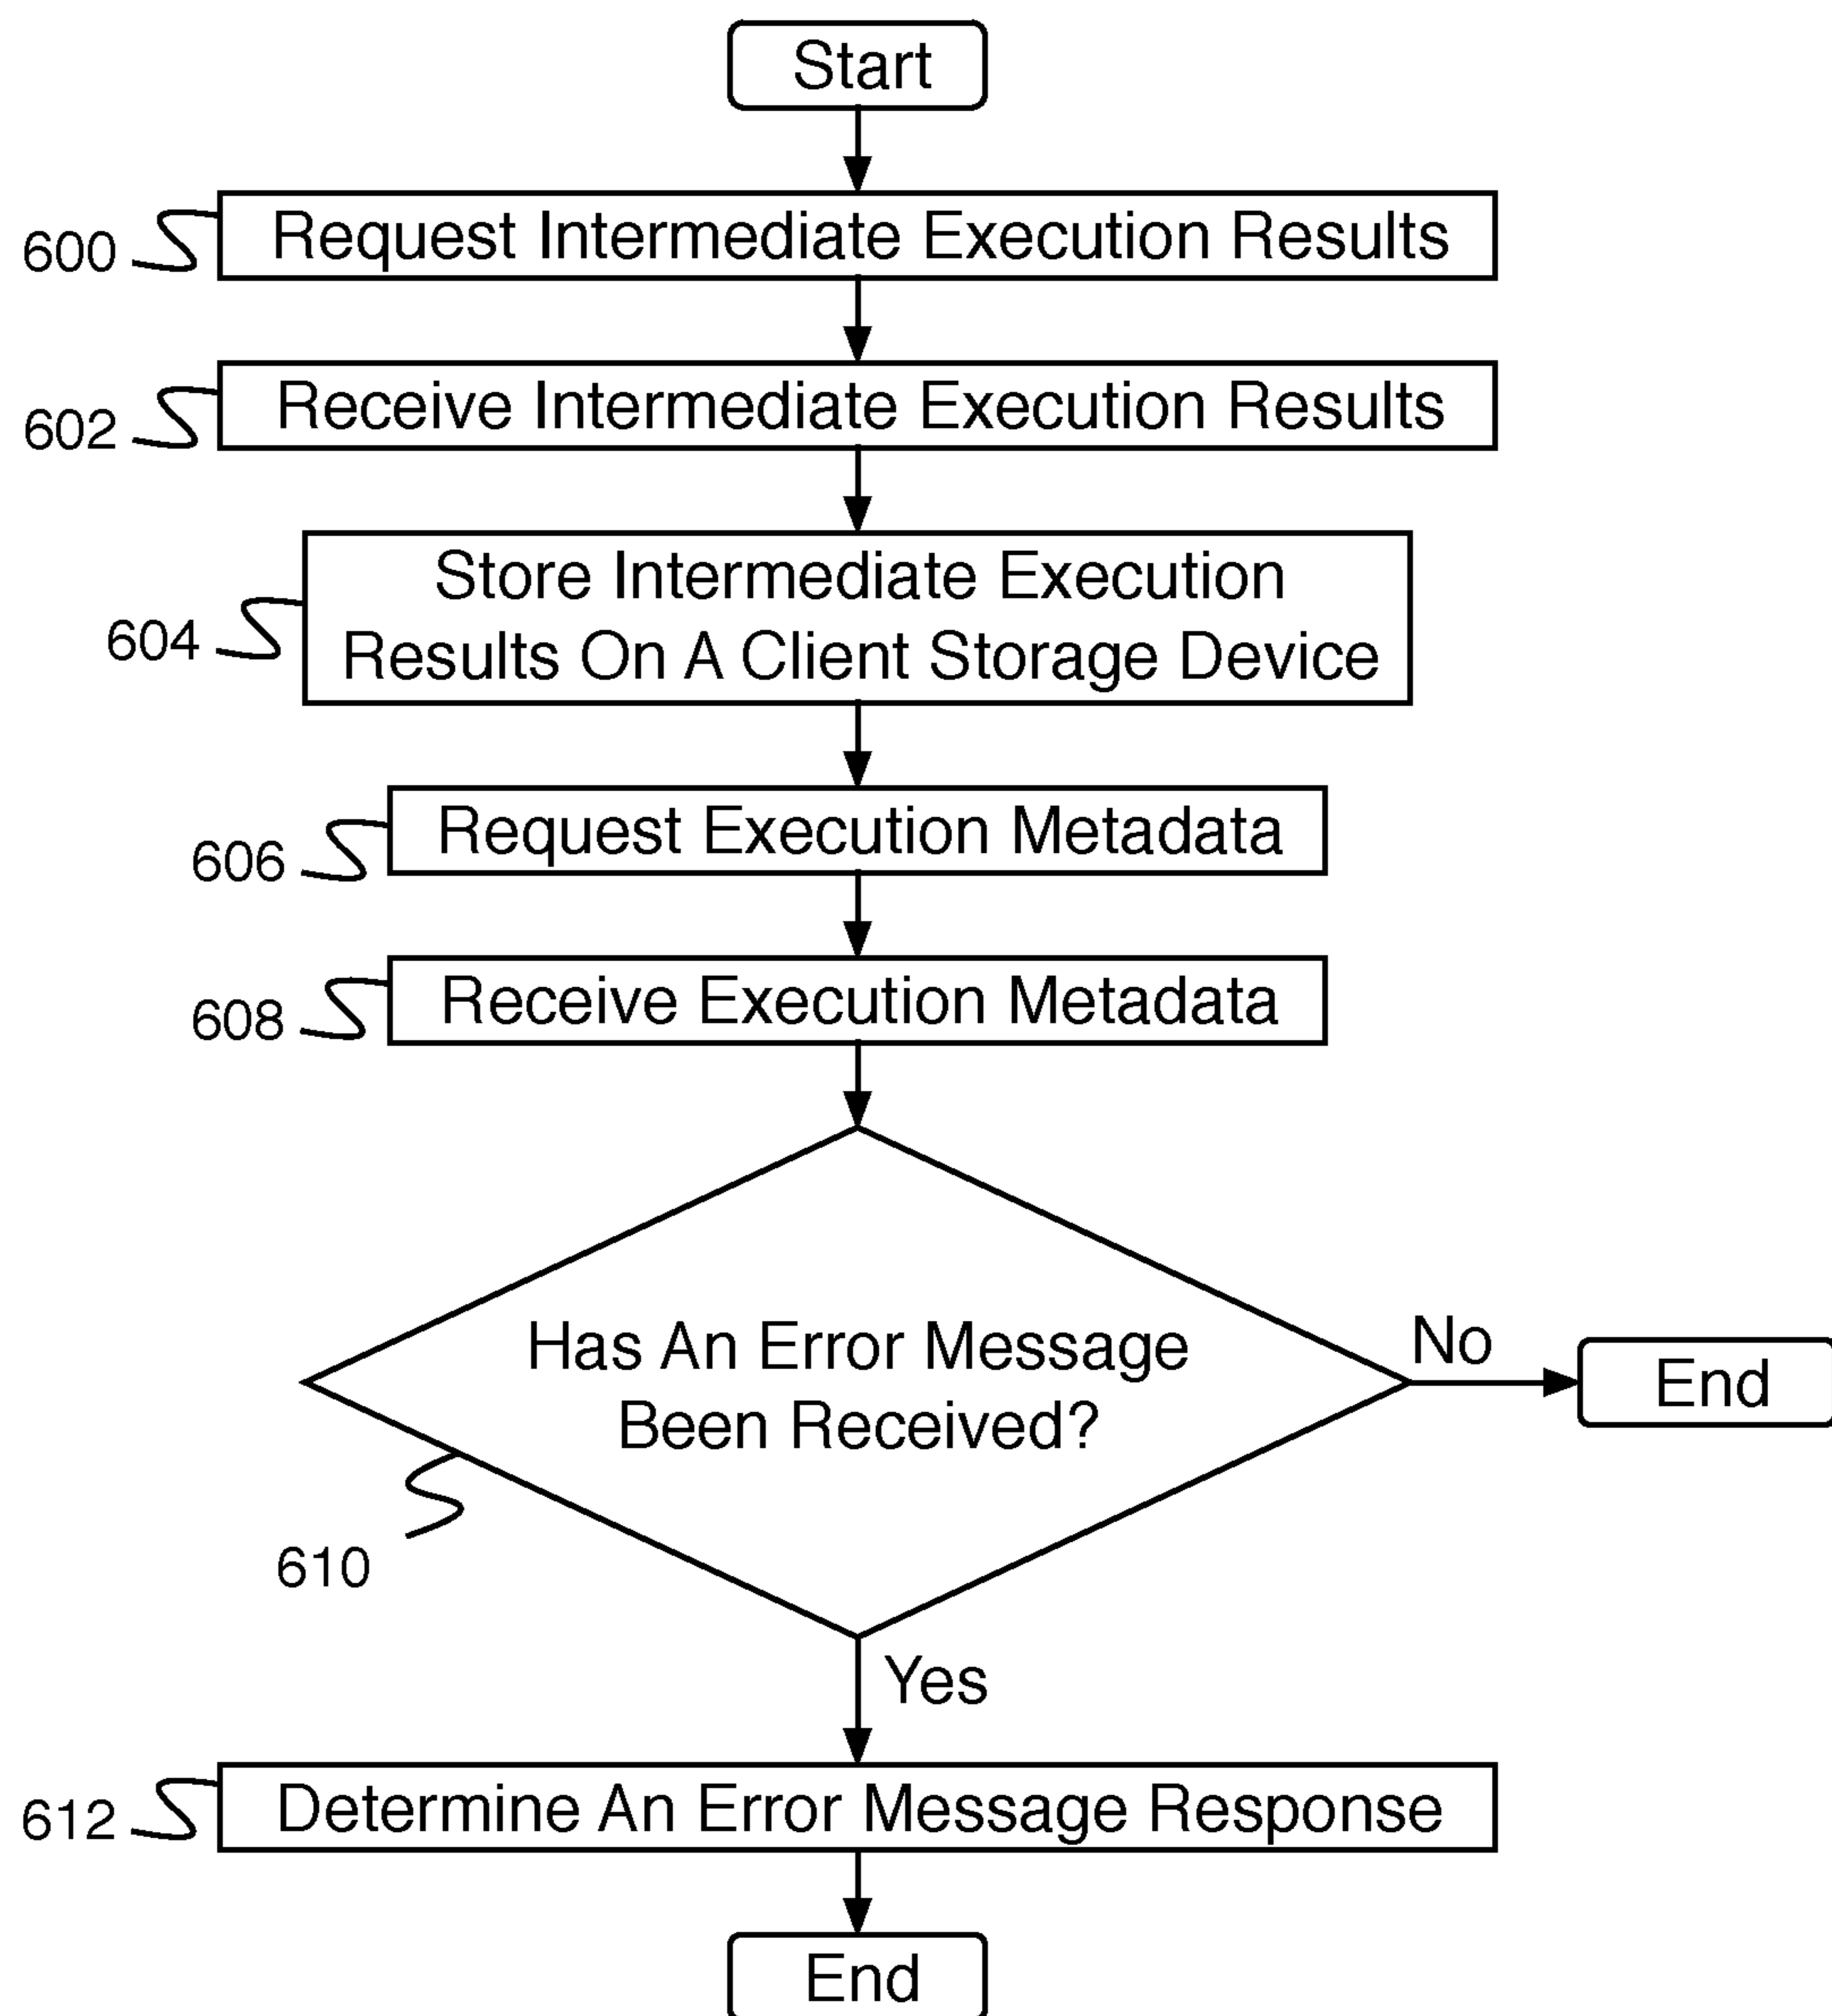 Start
600
Request Intermediate Execution Results
602
Receive Intermediate Execution Results
604
Store Intermediate Execution
Results On A Client Storage Device
606
Request Execution Metadata
608
Receive Execution Metadata
Has An Error Message
Been Received?
No
End
610
Yes
612
Determine An Error Message Response
End